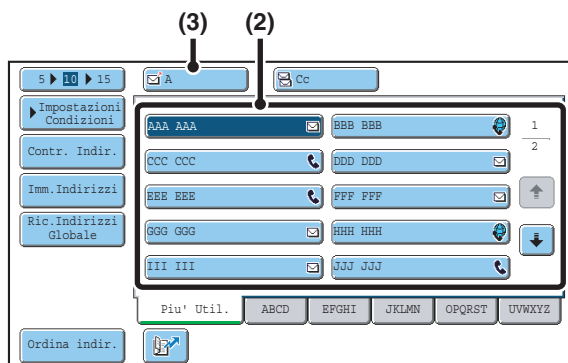 (3) (2)
5 10 15 A Cc
Impostazioni
Condizioni
Contr. Indir.
Imm.Indirizzi
Ric.Indirizzi
Globale
AAA AAA BBB BBB
CCC CCC DDD DDD
EEE EEE FFF FFF
GGG GGG HHH HHH
III III JJJ JJJ
1
2
Piu' Util. ABCD EFGHI JKLMN OPQRST UVWXYZ
Ordina indir.